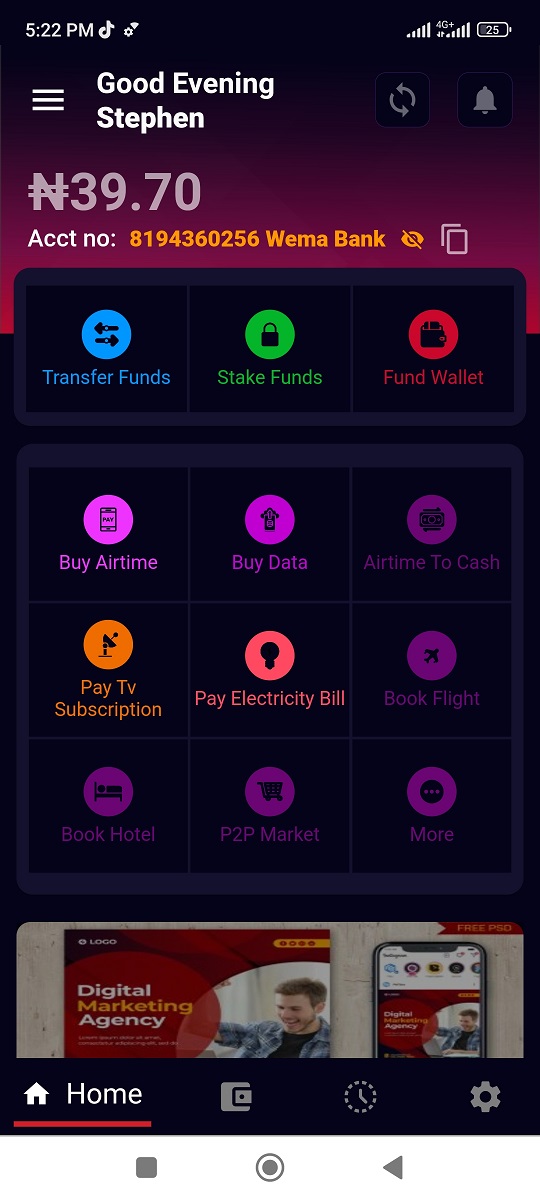 5:22 PM
4G+
25
Good Evening
Stephen
₦39.70
Acct no: 8194360256 Wema Bank
Transfer Funds
Stake Funds
Fund Wallet
PAY
Buy Airtime
Buy Data
Airtime To Cash
Pay Tv
Subscription
Pay Electricity Bill
Book Flight
Book Hotel
P2P Market
More
FREE PSD
LOGO
Digital
Marketing
Agency
Instagram
Digital
Marketing
Agency
Home